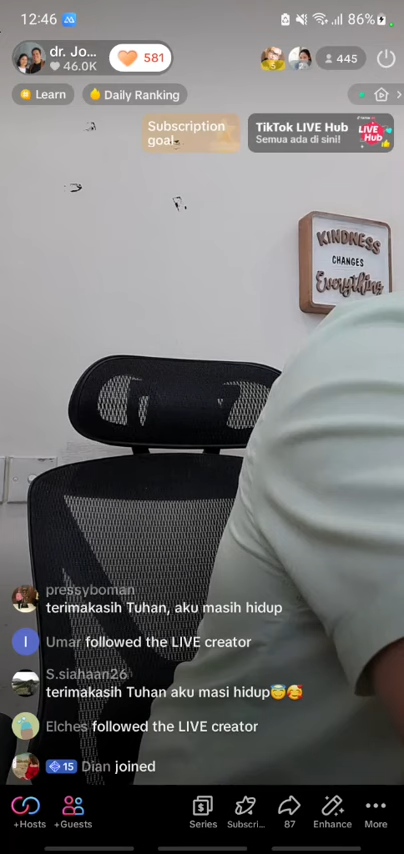 12:46
86%
dr. Jo...
46.0K
581
445
Learn
Daily Ranking
Subscription
goal
TikTok LIVE Hub
Semua ada di sini!
LIVE
Hub
KINDNESS
CHANGES
Everything
pressyboman
terimakasih Tuhan, aku masih hidup
I
Umar followed the LIVE creator
S.siahaan26
terimakasih Tuhan aku masi hidup😇🥰
Elches followed the LIVE creator
15 Dian joined
+Hosts
+Guests
Series
Subscri...
87
Enhance
More